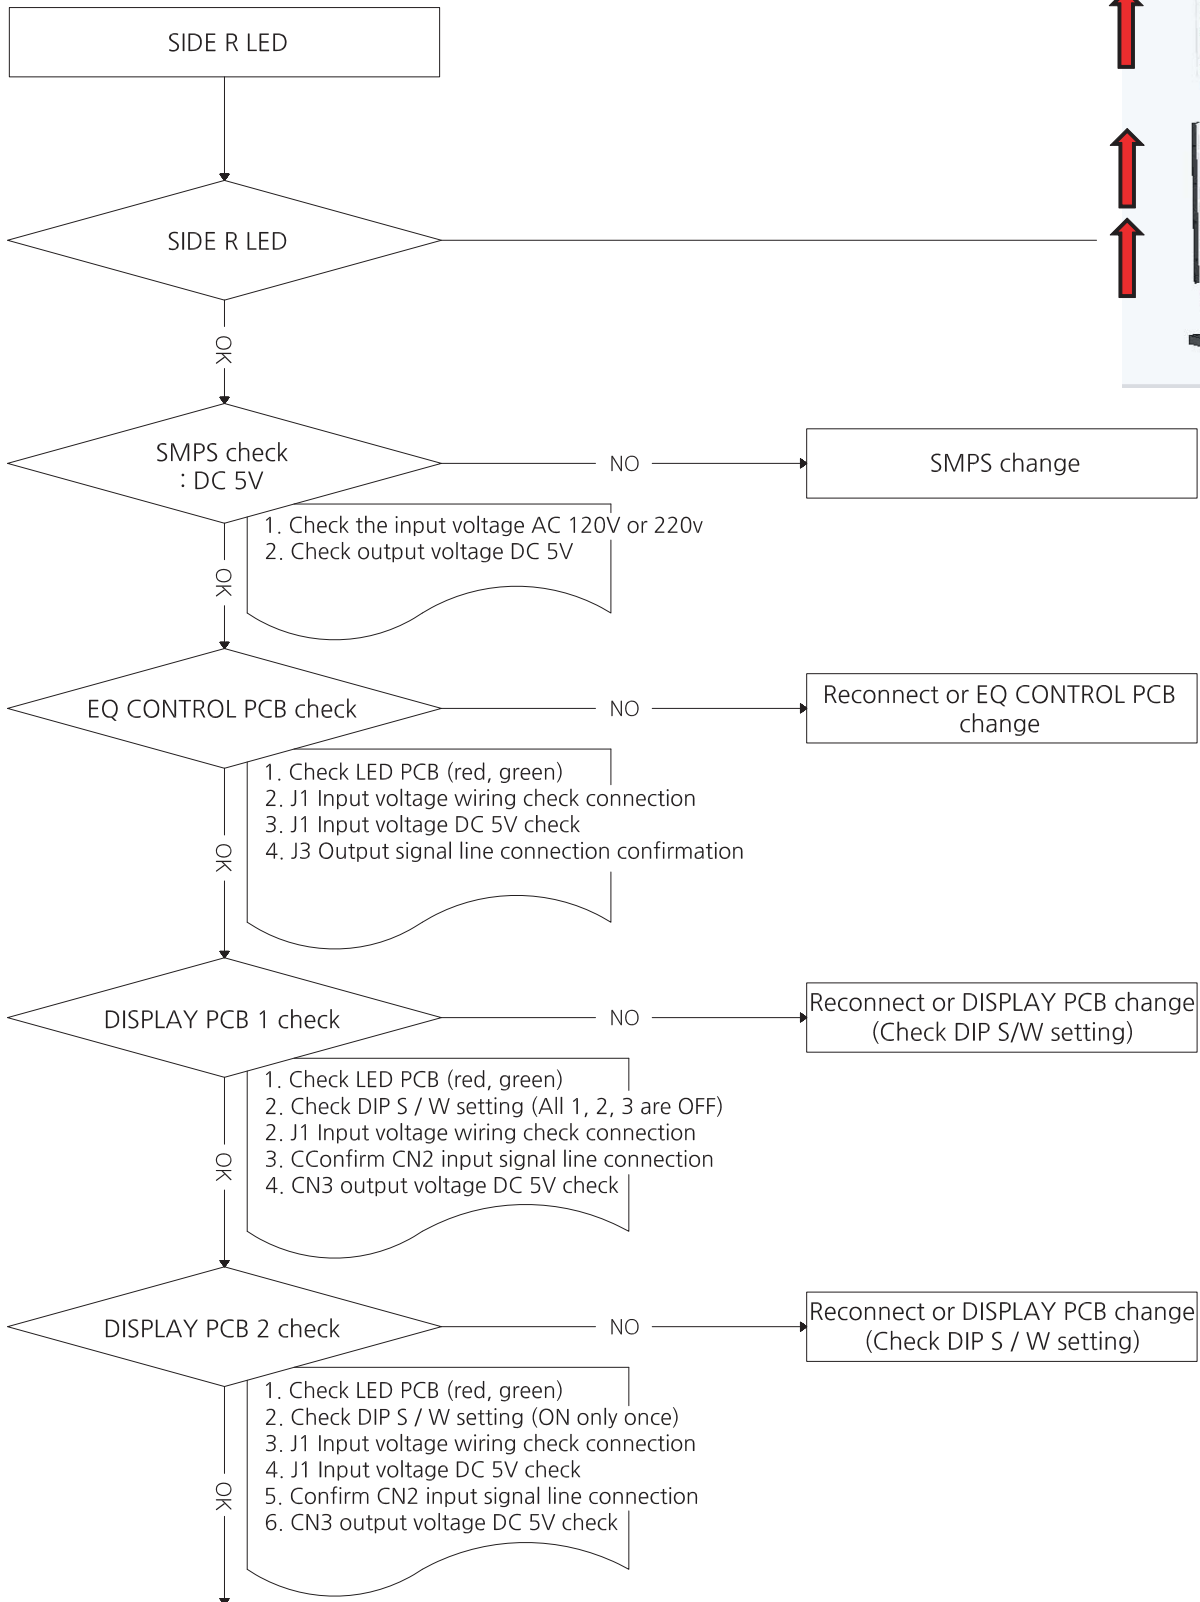 SIDE R LED
SIDE R LED
OK
SMPS check
: DC 5V
NO
SMPS change
1. Check the input voltage AC 120V or 220v
2. Check output voltage DC 5V
OK
EQ CONTROL PCB check
NO
Reconnect or EQ CONTROL PCB
change
1. Check LED PCB (red, green)
2. J1 Input voltage wiring check connection
3. J1 Input voltage DC 5V check
4. J3 Output signal line connection confirmation
OK
DISPLAY PCB 1 check
NO
Reconnect or DISPLAY PCB change
(Check DIP S/W setting)
1. Check LED PCB (red, green)
2. Check DIP S / W setting (All 1, 2, 3 are OFF)
2. J1 Input voltage wiring check connection
3. CConfirm CN2 input signal line connection
4. CN3 output voltage DC 5V check
OK
DISPLAY PCB 2 check
NO
Reconnect or DISPLAY PCB change
(Check DIP S / W setting)
1. Check LED PCB (red, green)
2. Check DIP S / W setting (ON only once)
3. J1 Input voltage wiring check connection
4. J1 Input voltage DC 5V check
5. Confirm CN2 input signal line connection
6. CN3 output voltage DC 5V check
OK